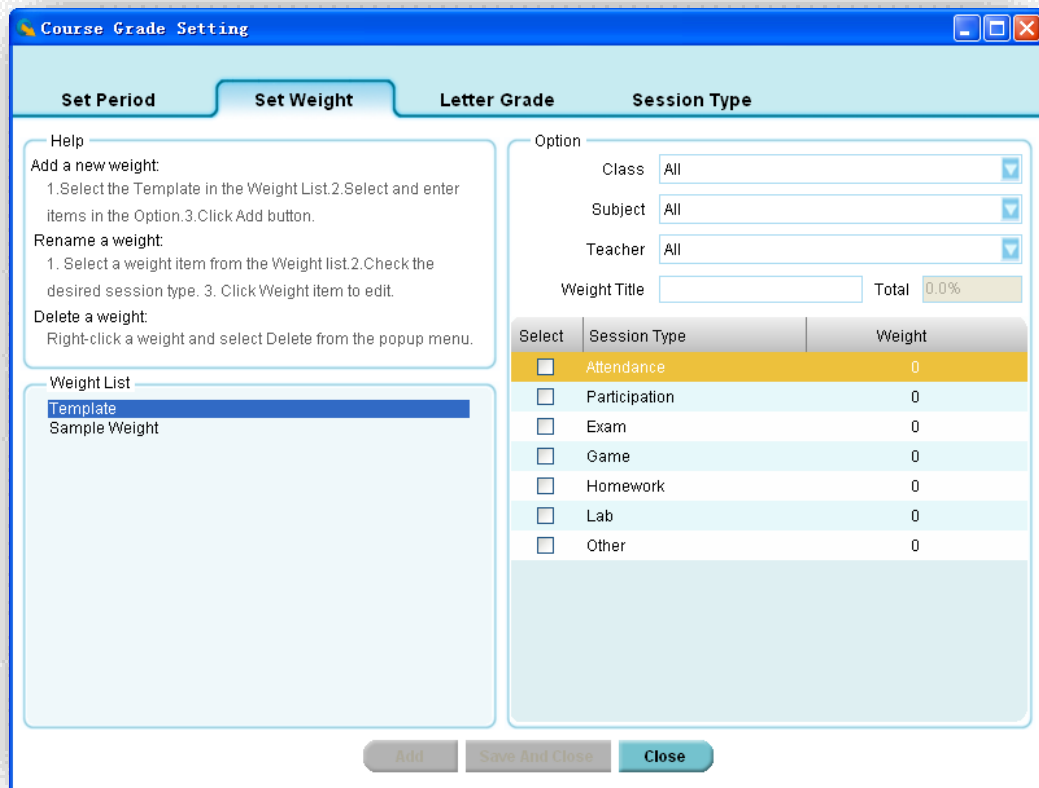 Course Grade Setting
Set Period Set Weight Letter Grade Session Type
Help
Add a new weight:
1.Select the Template in the Weight List.2.Select and enter
items in the Option.3.Click Add button.
Rename a weight:
1. Select a weight item from the Weight list.2.Check the
desired session type. 3. Click Weight item to edit.
Delete a weight:
Right-click a weight and select Delete from the popup menu.
Weight List
Template
Sample Weight
Option
Class All
Subject All
Teacher All
Weight Title Total 0.0%
Select Session Type Weight
Attendance 0
Participation 0
Exam 0
Game 0
Homework 0
Lab 0
Other 0
Add Save And Close Close